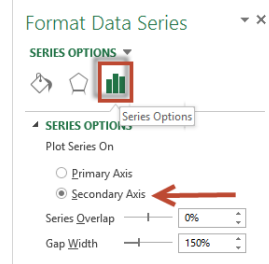 Format Data Series
SERIES OPTIONS
Series Options
SERIES OPTIONS
Plot Series On
Primary Axis
Secondary Axis
Series Overlap 0%
Gap Width 150%